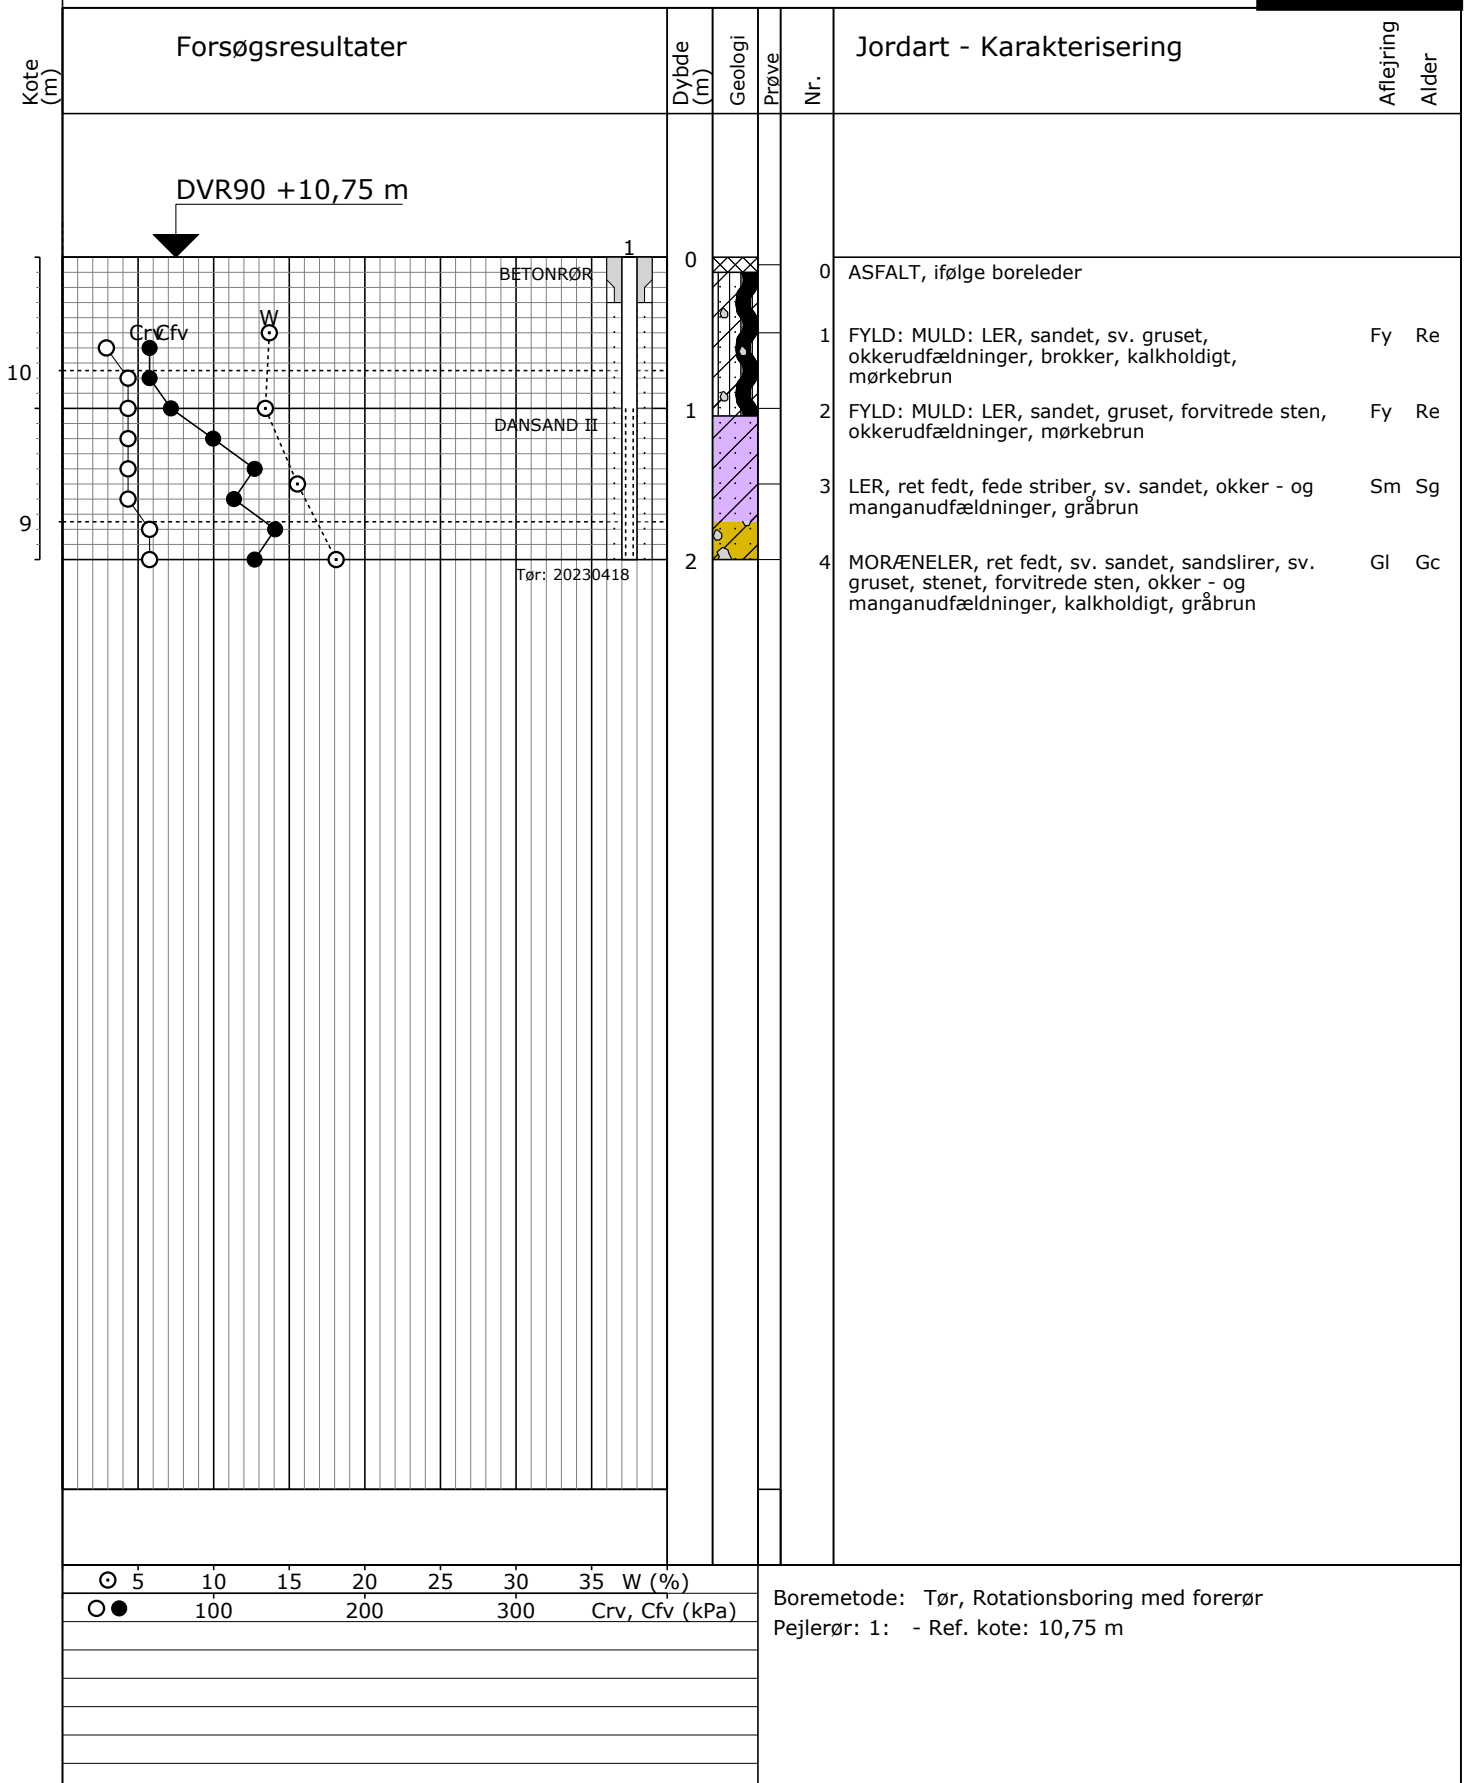 Kote (m)
Forsøgsresultater
Dybde (m)
Geologi
Prøve
Nr.
Jordart - Karakterisering
Aflejring
Alder
DVR90 +10,75 m
1
BETONRØR
0
0 ASFALT, ifølge boreleder
Crv Cfv
W
1 FYLD: MULD: LER, sandet, sv. gruset, Fy Re
okkerudfældninger, brokker, kalkholdigt,
mørkebrun
10
1
2 FYLD: MULD: LER, sandet, gruset, forvitrede sten, Fy Re
okkerudfældninger, mørkebrun
DANSAND II
3 LER, ret fedt, fede striber, sv. sandet, okker - og Sm Sg
manganudfældninger, gråbrun
9
2
4 MORÆNELER, ret fedt, sv. sandet, sandslirer, sv. Gl Gc
gruset, stenet, forvitrede sten, okker - og
manganudfældninger, kalkholdigt, gråbrun
Tør: 20230418
5 10 15 20 25 30 35 W (%)
100 200 300 Crv, Cfv (kPa)
Boremetode: Tør, Rotationsboring med forerør
Pejlerør: 1: - Ref. kote: 10,75 m